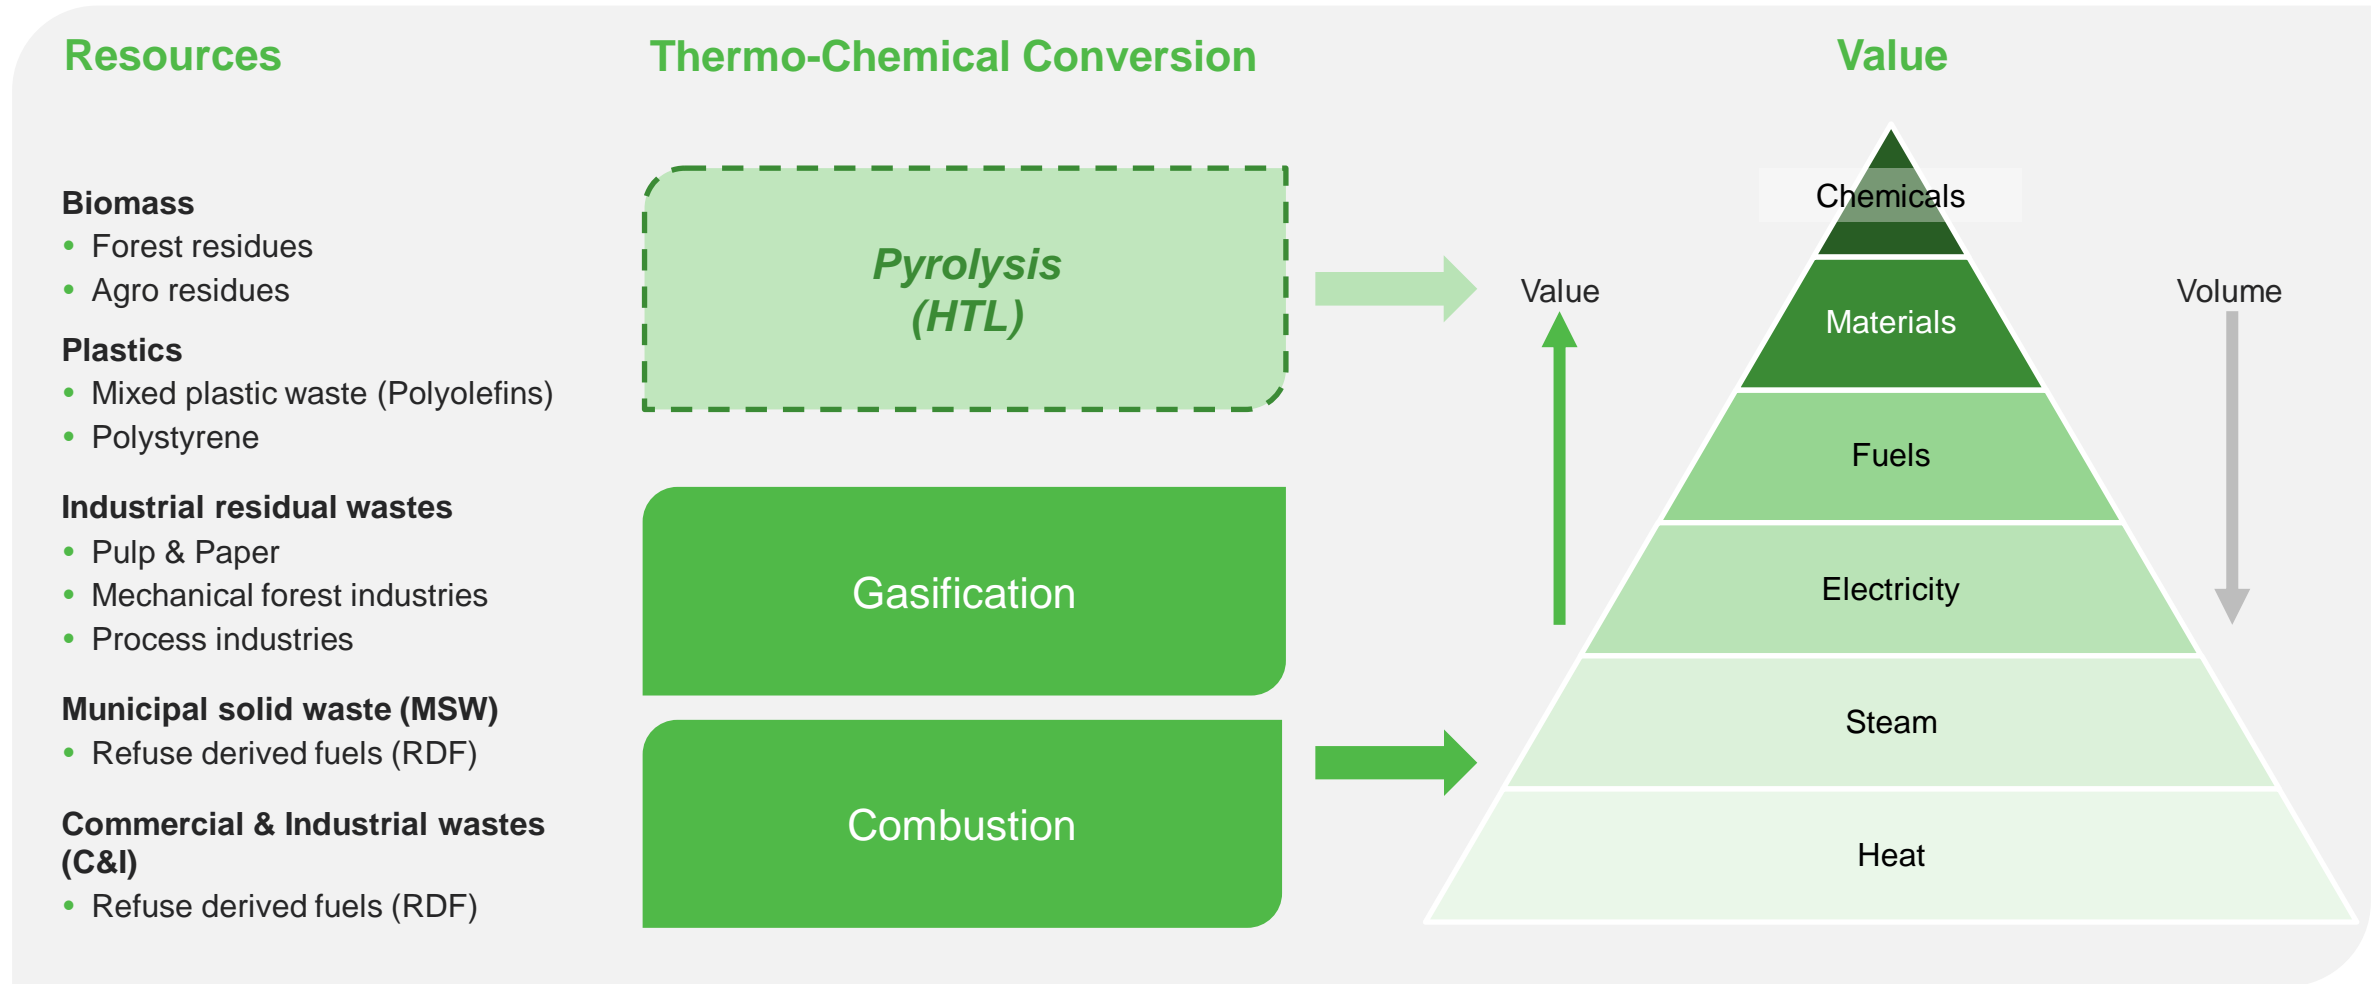 Resources
Biomass
• Forest residues
• Agro residues
Plastics
• Mixed plastic waste (Polyolefins)
• Polystyrene
Industrial residual wastes
• Pulp & Paper
• Mechanical forest industries
• Process industries
Municipal solid waste (MSW)
• Refuse derived fuels (RDF)
Commercial & Industrial wastes
(C&I)
• Refuse derived fuels (RDF)
Thermo-Chemical Conversion
Pyrolysis
(HTL)
Gasification
Combustion
Value
Value
Volume
Chemicals
Materials
Fuels
Electricity
Steam
Heat